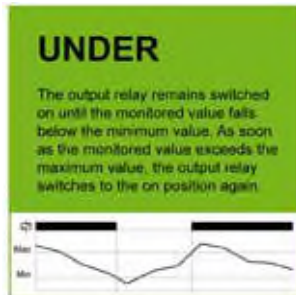 UNDER
The output relay remains switched
on until the monitored value falls
below the minimum value. As soon
as the monitored value exceeds the
maximum value, the output relay
switches to the on position again.
Max
Min